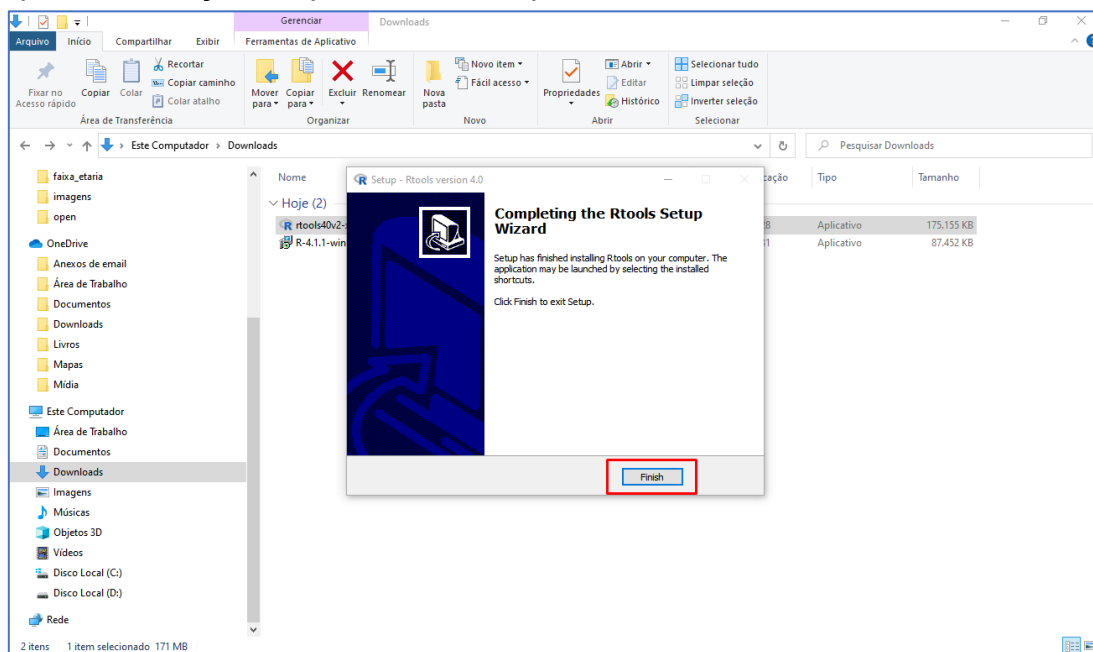 Gerenciar
Downloads
Arquivo Início Compartilhar Exibir Ferramentas de Aplicativo
Fixar no Acesso rápido
Copiar
Colar
Recortar
Copiar caminho
Colar atalho
Área de Transferência
Mover para
Copiar para
Excluir
Renomear
Organizar
Nova pasta
Novo item
Fácil acesso
Novo
Propriedades
Abrir
Editar
Histórico
Abrir
Selecionar tudo
Limpar seleção
Inverter seleção
Selecionar
Este Computador > Downloads
Pesquisar Downloads
faixa_etaria
imagens
open
OneDrive
Anexos de email
Área de Trabalho
Documentos
Downloads
Livros
Mapas
Mídia
Este Computador
Área de Trabalho
Documentos
Downloads
Imagens
Músicas
Objetos 3D
Vídeos
Disco Local (C:)
Disco Local (D:)
Rede
Nome
Tipo
Tamanho
Hoje (2)
rtools40v2-
Aplicativo
175.155 KB
R-4.1.1-win
Aplicativo
87.452 KB
Setup - Rtools version 4.0
Completing the Rtools Setup
Wizard
Setup has finished installing Rtools on your computer. The
application may be launched by selecting the installed
shortcuts.
Click Finish to exit Setup.
Finish
2 itens 1 item selecionado 171 MB